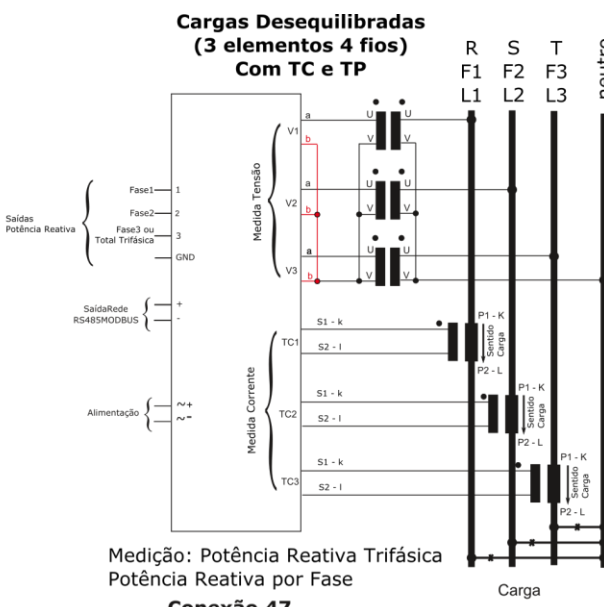 Cargas Desequilibradas
(3 elementos 4 fios)
Com TC e TP
R S T
F1 F2 F3
L1 L2 L3
neutro
a
V1
b
U U
V V
a
V2
b
U U
V V
a
V3
b
U U
V V
Medida Tensão
Fase1 1
Fase2 2
Fase3 ou
Total Trifásica 3
GND
Saídas
Potência Reativa
SaídaRede +
RS485MODBUS -
Alimentação ~+
~-
Medida Corrente
TC1
S1 - k
S2 - l
P1 - K
Sentido
Carga
P2 - L
TC2
S1 - k
S2 - l
P1 - K
Sentido
Carga
P2 - L
TC3
S1 - k
S2 - l
P1 - K
Sentido
Carga
P2 - L
Medição: Potência Reativa Trifásica
Potência Reativa por Fase
Conexão 47
Carga